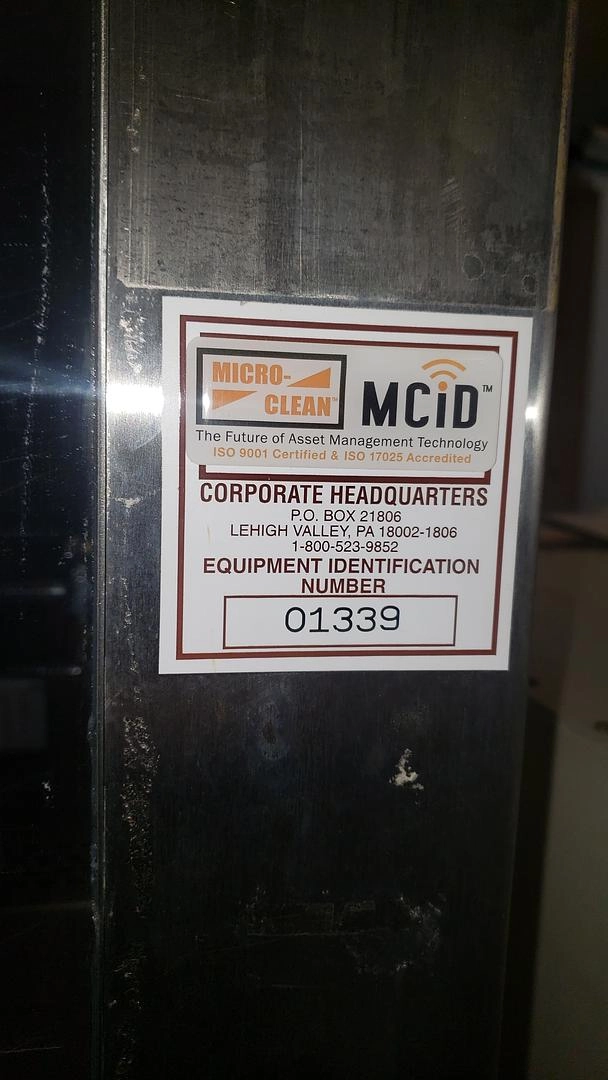 MICRO-
CLEAN™
MCiD™
The Future of Asset Management Technology
ISO 9001 Certified & ISO 17025 Accredited
CORPORATE HEADQUARTERS
P.O. BOX 21806
LEHIGH VALLEY, PA 18002-1806
1-800-523-9852
EQUIPMENT IDENTIFICATION
NUMBER
01339